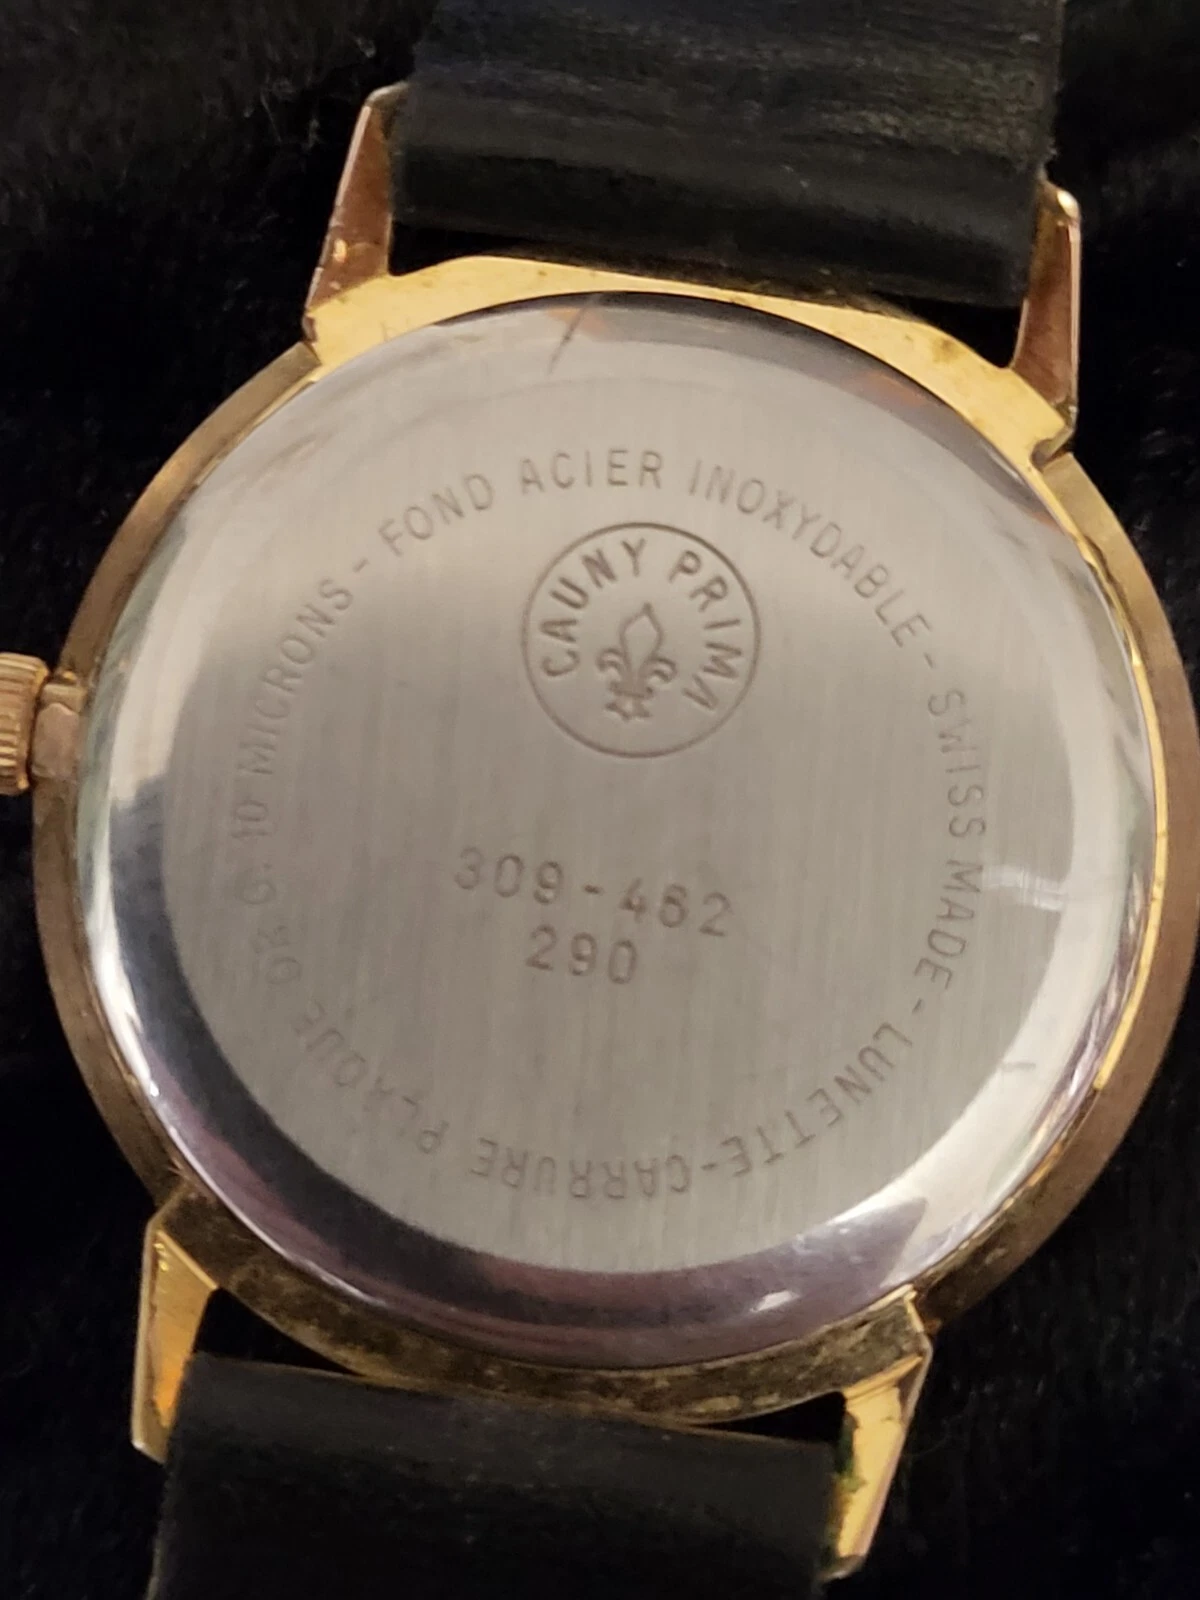 FOND ACIER INOXYDABLE - SWISS MADE - LUNETTE-CARRURE PLAQUE OR G. 10 MICRONS -
CAUNY PRIMA
309-462
290